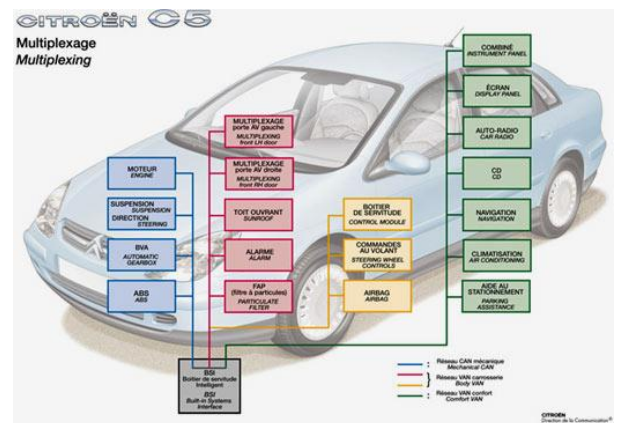 CITROËN C5
Multiplexage
Multiplexing
COMBINÉ
INSTRUMENT PANEL
ÉCRAN
DISPLAY PANEL
AUTO-RADIO
CAR RADIO
CD
CD
NAVIGATION
NAVIGATION
CLIMATISATION
AIR CONDITIONING
AIDE AU
STATIONNEMENT
PARKING
ASSISTANCE
MULTIPLEXAGE
porte AV gauche
MULTIPLEXING
front LH door
MULTIPLEXAGE
porte AV droite
MULTIPLEXING
front RH door
TOIT OUVRANT
SUNROOF
ALARME
ALARM
FAP
(filtre à particules)
PARTICULATE
FILTER
MOTEUR
ENGINE
SUSPENSION
SUSPENSION
DIRECTION
STEERING
BVA
AUTOMATIC
GEARBOX
ABS
ABS
BOITIER
DE SERVITUDE
CONTROL MODULE
COMMANDES
AU VOLANT
STEERING WHEEL
CONTROLS
AIRBAG
AIRBAG
BSI
Boitier de servitude
Intelligent
BSI
Built-in Systems
Interface
: Réseau CAN mécanique
Mechanical CAN
: Réseau VAN carrosserie
Body VAN
: Réseau VAN confort
Comfort VAN
CITROËN
Direction de la Communication